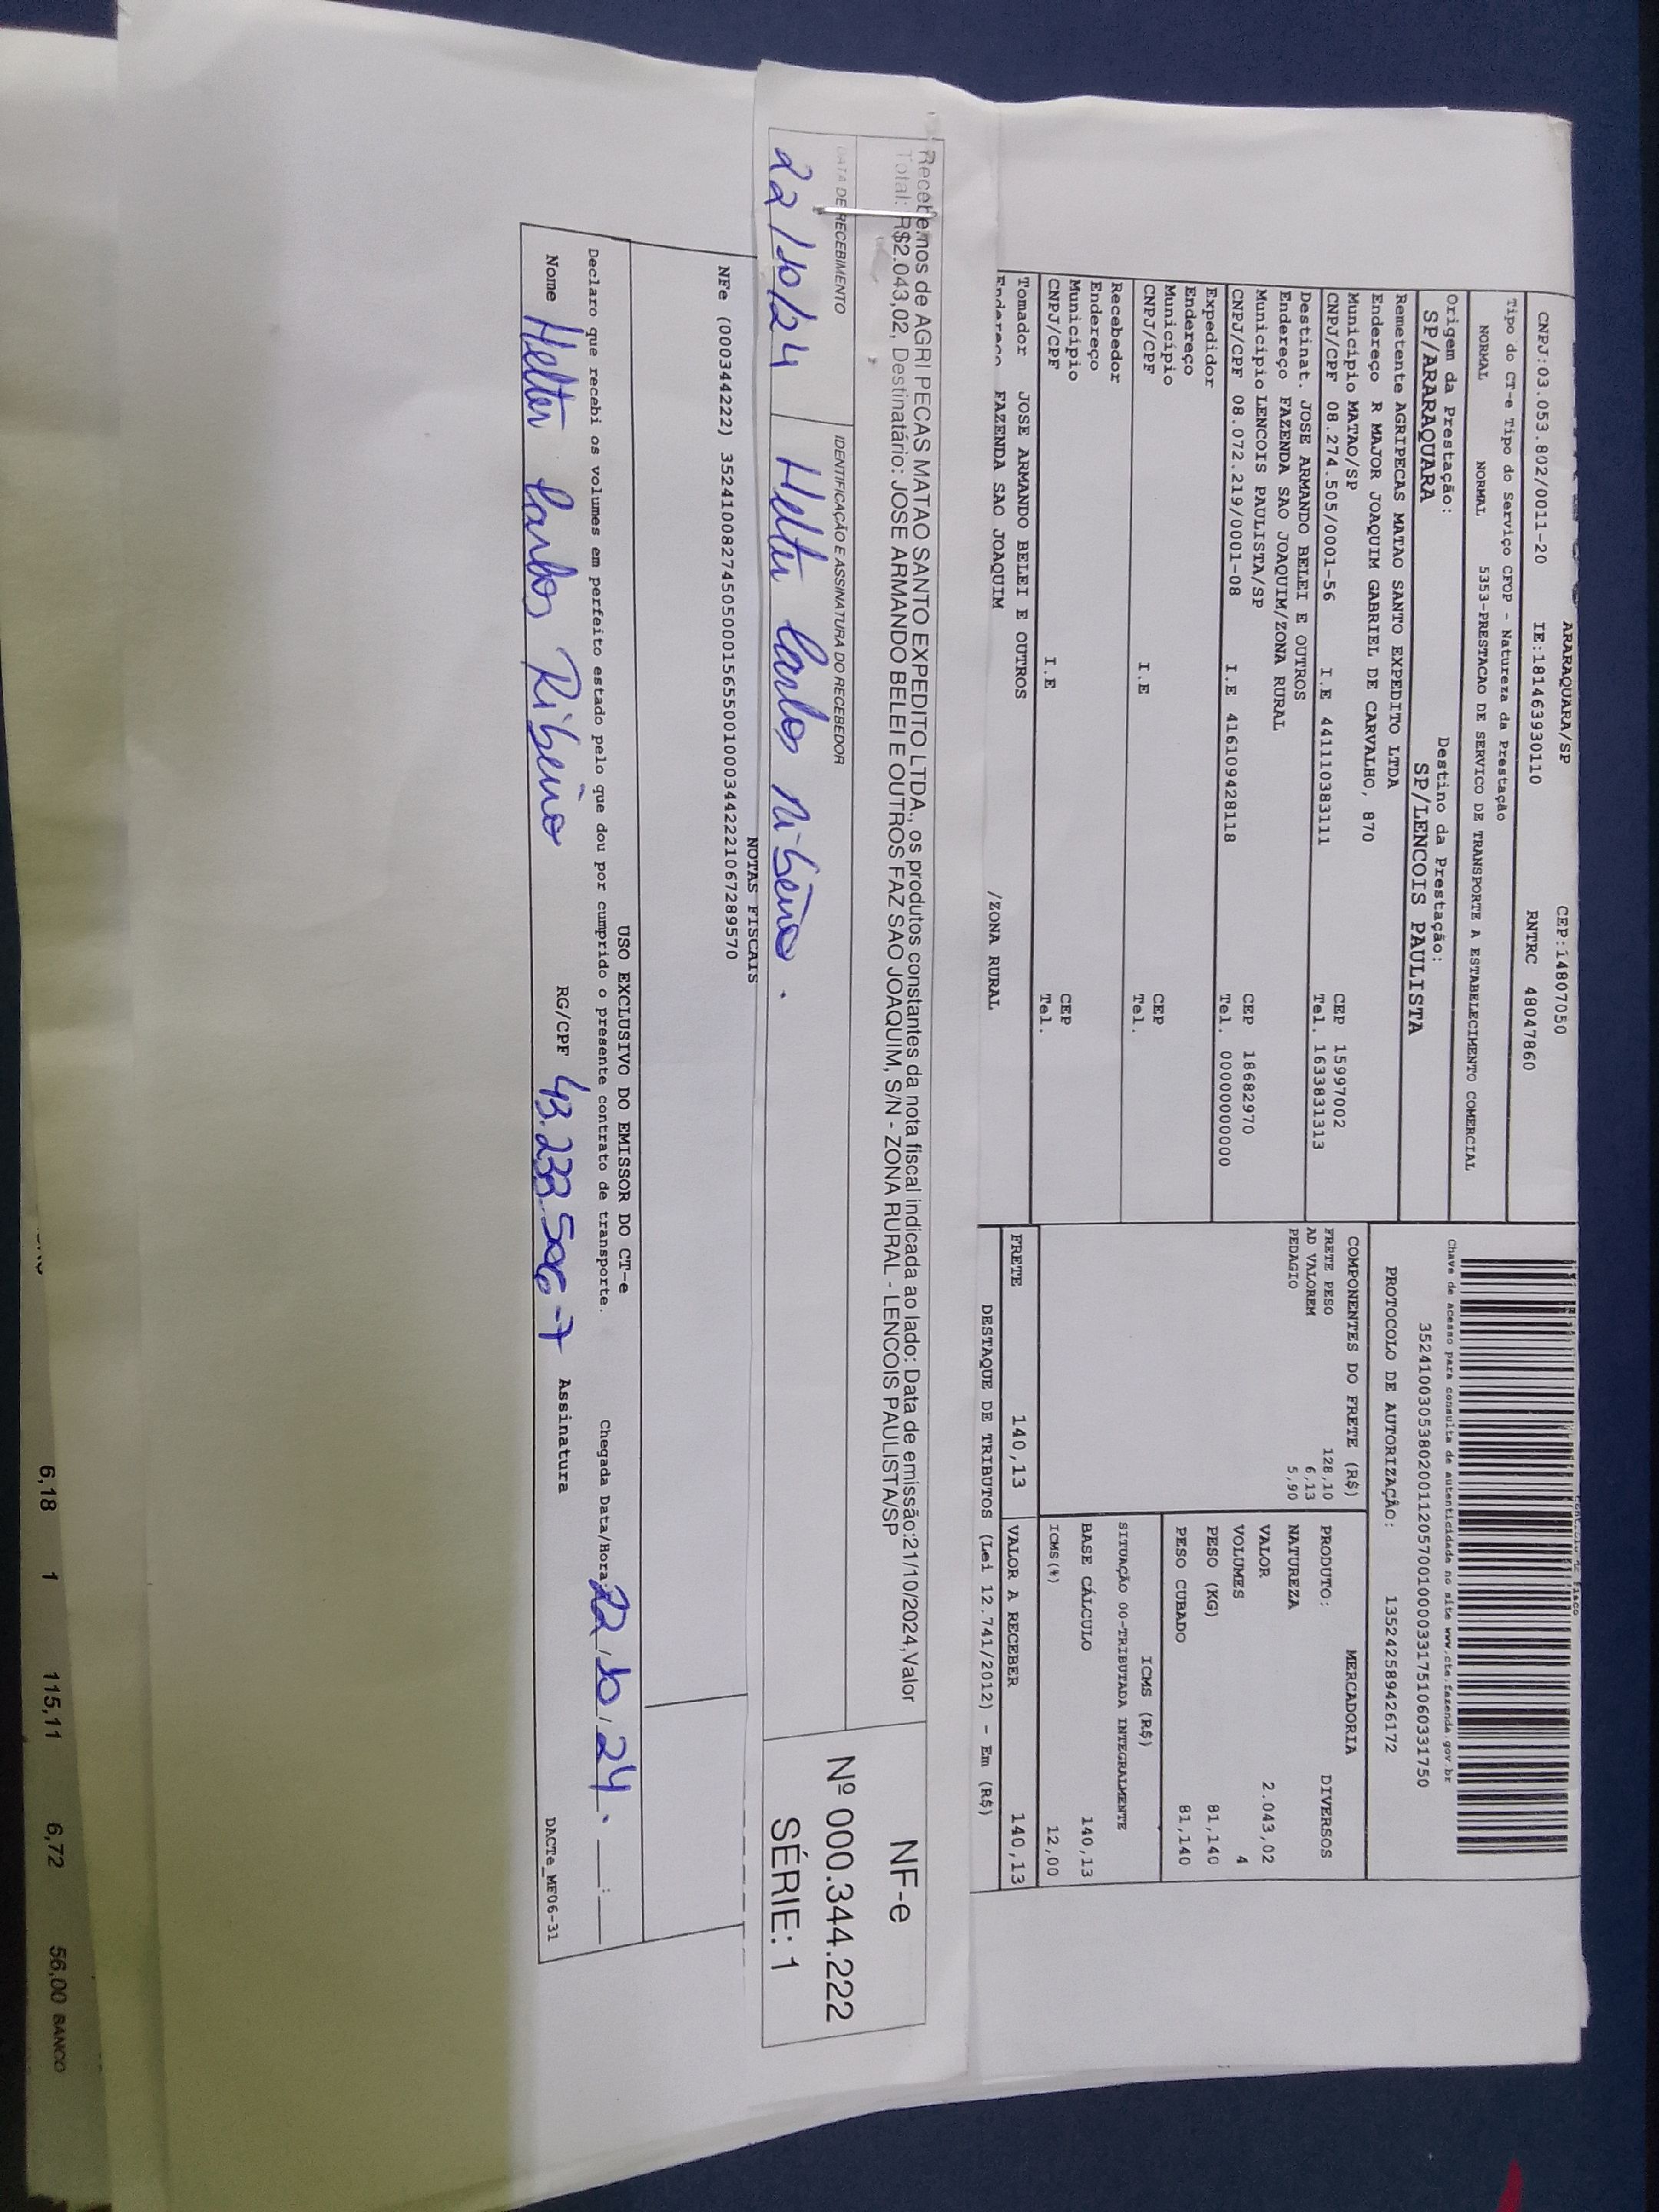 ARARAQUARA/SP CEP:14807050
CNPJ:03.053.802/0011-20 IE:181463930110 RNTRC 48047860
Tipo do CT-e Tipo do Serviço CFOP - Natureza da Prestação
NORMAL NORMAL 5353-PRESTACAO DE SERVICO DE TRANSPORTE A ESTABELECIMENTO COMERCIAL
Origem da Prestação: Destino da Prestação:
SP/ARARAQUARA SP/LENCOIS PAULISTA
Remetente AGRIPECAS MATAO SANTO EXPEDITO LTDA
Endereço R MAJOR JOAQUIM GABRIEL DE CARVALHO, 870
Município MATAO/SP CEP 15997002
CNPJ/CPF 08.274.505/0001-56 I.E 441110383111 Tel. 1633831313
Destinat. JOSE ARMANDO BELEI E OUTROS
Endereço FAZENDA SAO JOAQUIM/ZONA RURAL
Município LENCOIS PAULISTA/SP CEP 18682970
CNPJ/CPF 08.072.219/0001-08 I.E 416109428118 Tel. 00000000000
Expedidor
Endereço
Município CEP
CNPJ/CPF I.E Tel.
Recebedor
Endereço
Município CEP
CNPJ/CPF I.E Tel.
Tomador JOSE ARMANDO BELEI E OUTROS
Endereço FAZENDA SAO JOAQUIM /ZONA RURAL
Chave de acesso para consulta de autenticidade no site www.cte.fazenda.gov.br
352410030538020011205700100000331751060331750
PROTOCOLO DE AUTORIZAÇÃO: 135242589426172
COMPONENTES DO FRETE (R$)
FRETE PESO 128,10
AD VALOREM 6,13
PEDAGIO 5,90
MERCADORIA
PRODUTO: DIVERSOS
NATUREZA
VALOR 2.043,02
VOLUMES 4
PESO (KG) 81,140
PESO CUBADO 81,140
ICMS (R$)
SITUAÇÃO 00-TRIBUTADA INTEGRALMENTE
BASE CÁLCULO 140,13
ICMS(%) 12,00
FRETE 140,13 VALOR A RECEBER 140,13
DESTAQUE DE TRIBUTOS (Lei 12.741/2012) - Em (R$)
Recebemos de AGRI PECAS MATAO SANTO EXPEDITO LTDA., os produtos constantes da nota fiscal indicada ao lado: Data de emissão:21/10/2024,Valor
Total: R$2.043,02, Destinatário: JOSE ARMANDO BELEI E OUTROS FAZ SAO JOAQUIM, S/N - ZONA RURAL - LENCOIS PAULISTA/SP
DATA DE RECEBIMENTO IDENTIFICAÇÃO E ASSINATURA DO RECEBEDOR
22/10/24 Helter Carlos Ribeiro.
NF-e
Nº 000.344.222
SÉRIE: 1
NOTAS FISCAIS
NFe (000344222) 35241008274505000156550010003442221067289570
USO EXCLUSIVO DO EMISSOR DO CT-e
Declaro que recebi os volumes em perfeito estado pelo que dou por cumprido o presente contrato de transporte. Chegada Data/Hora: 22/10/24. __:__
Nome Helter Carlos Ribeiro RG/CPF 43.233.506-7 Assinatura
DACTe_MF06-31
6,18 1 115,11 6,72 56,00 BANCO